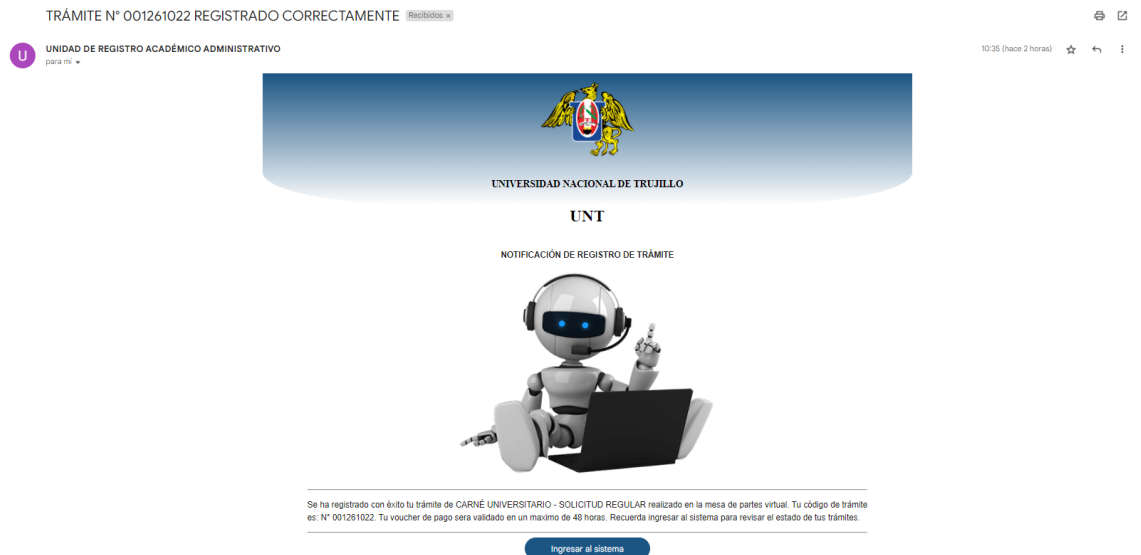 TRÁMITE N° 001261022 REGISTRADO CORRECTAMENTE Recibidos x
U
UNIDAD DE REGISTRO ACADÉMICO ADMINISTRATIVO 10:35 (hace 2 horas)
para mí
UNIVERSIDAD NACIONAL DE TRUJILLO
UNT
NOTIFICACIÓN DE REGISTRO DE TRÁMITE
Se ha registrado con èxito tu trámite de CARNÉ UNIVERSITARIO - SOLICITUD REGULAR realizado en la mesa de partes virtual. Tu còdigo de tràmite
es: N° 001261022. Tu voucher de pago sera validado en un maximo de 48 horas. Recuerda ingresar al sistema para revisar el estado de tus trámites.
Ingresar al sistema